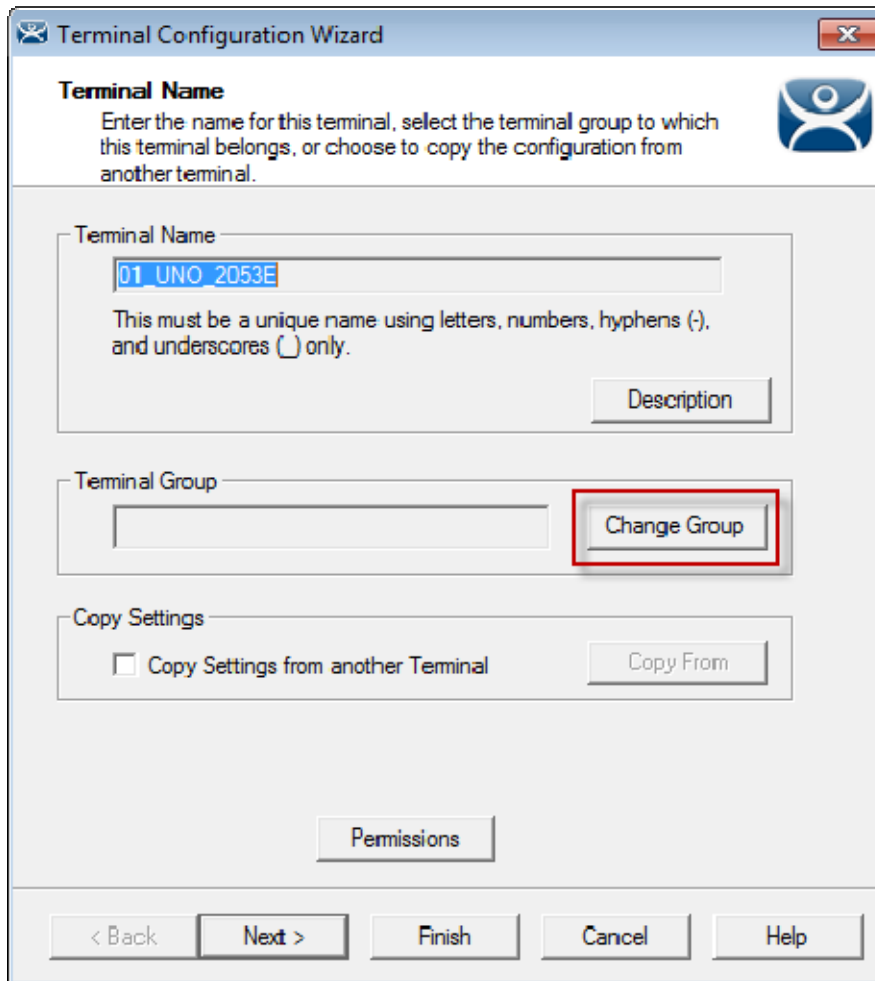 Terminal Configuration Wizard
Terminal Name
Enter the name for this terminal, select the terminal group to which
this terminal belongs, or choose to copy the configuration from
another terminal.
Terminal Name
01_UNO_2053E
This must be a unique name using letters, numbers, hyphens (-),
and underscores (_) only.
Description
Terminal Group
Change Group
Copy Settings
Copy Settings from another Terminal
Copy From
Permissions
< Back
Next >
Finish
Cancel
Help